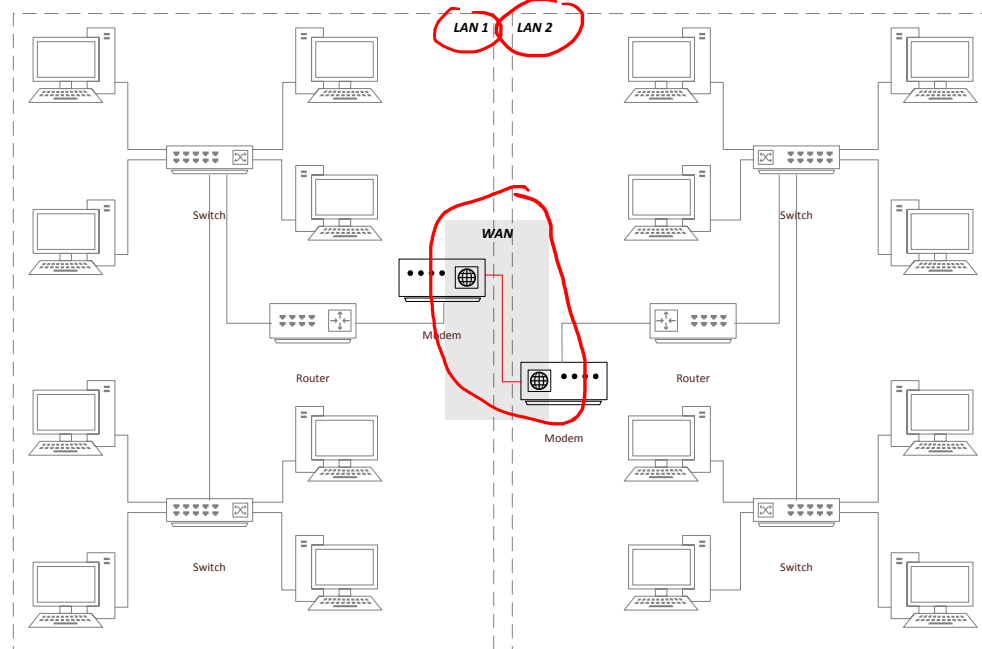 LAN 1
LAN 2
Switch
Switch
WAN
Modem
Router
Router
Modem
Switch
Switch